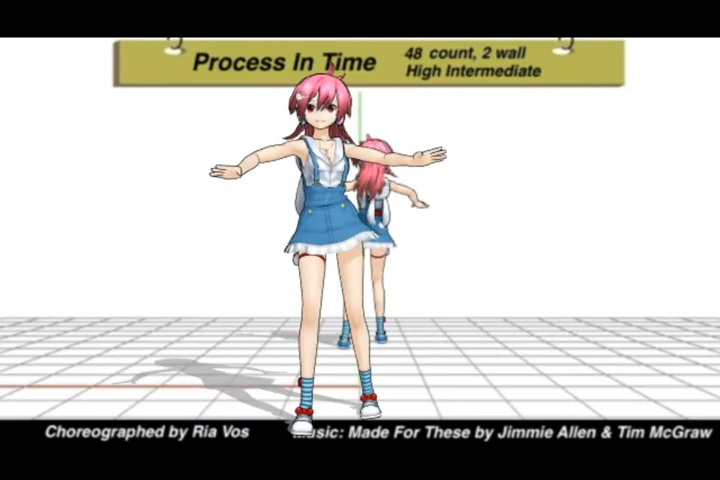 Process In Time
48 count, 2 wall
High Intermediate
Choreographed by Ria Vos
Music: Made For These by Jimmie Allen & Tim McGraw